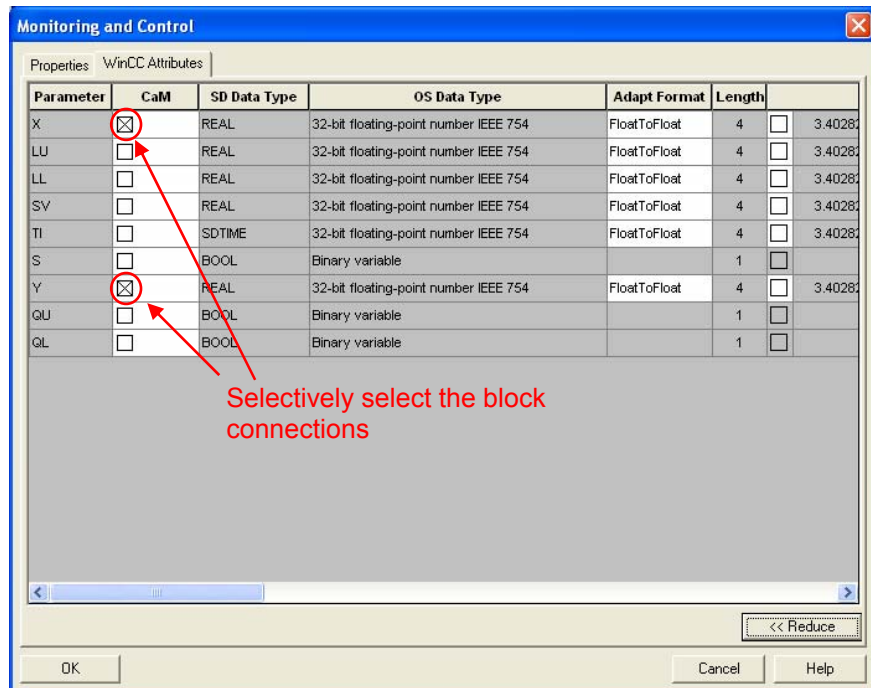 Monitoring and Control
Properties WinCC Attributes
Parameter CaM SD Data Type OS Data Type Adapt Format Length
X REAL 32-bit floating-point number IEEE 754 FloatToFloat 4 3.40282
LU REAL 32-bit floating-point number IEEE 754 FloatToFloat 4 3.40282
LL REAL 32-bit floating-point number IEEE 754 FloatToFloat 4 3.40282
SV REAL 32-bit floating-point number IEEE 754 FloatToFloat 4 3.40282
TI SDTIME 32-bit floating-point number IEEE 754 FloatToFloat 4 3.40282
S BOOL Binary variable 1
Y REAL 32-bit floating-point number IEEE 754 FloatToFloat 4 3.40282
QU BOOL Binary variable 1
QL BOOL Binary variable 1
Selectively select the block
connections
<< Reduce
OK Cancel Help